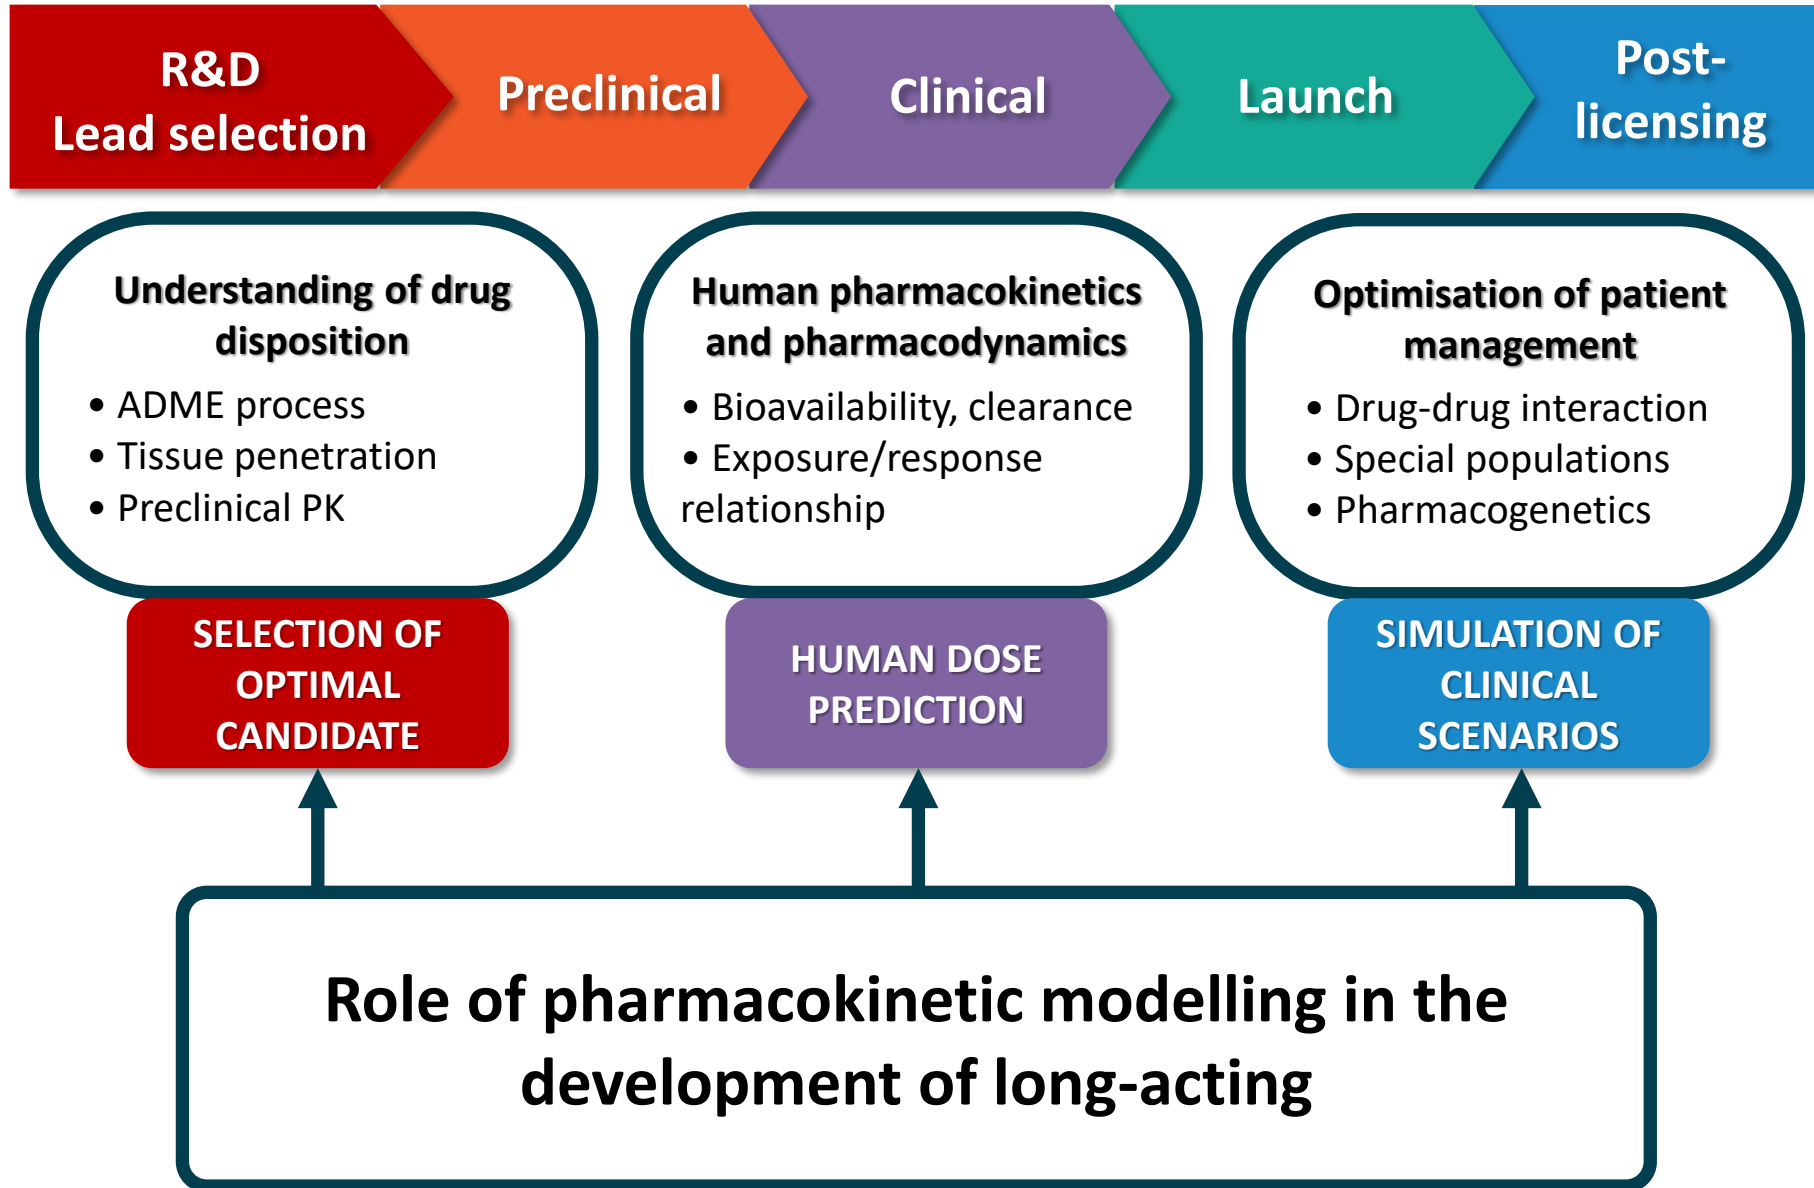 R&D
Lead selection
Preclinical
Clinical
Launch
Post-
licensing
Understanding of drug
disposition
• ADME process
• Tissue penetration
• Preclinical PK
SELECTION OF
OPTIMAL
CANDIDATE
Human pharmacokinetics
and pharmacodynamics
• Bioavailability, clearance
• Exposure/response
relationship
HUMAN DOSE
PREDICTION
Optimisation of patient
management
• Drug-drug interaction
• Special populations
• Pharmacogenetics
SIMULATION OF
CLINICAL
SCENARIOS
Role of pharmacokinetic modelling in the
development of long-acting